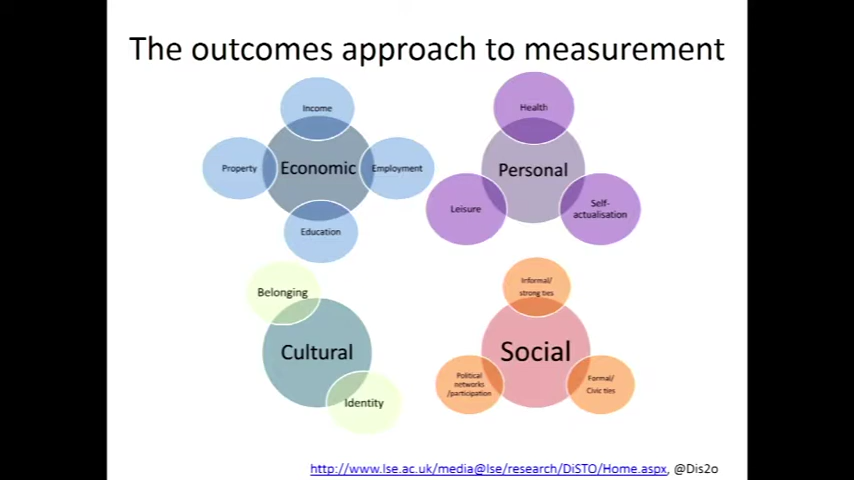 The outcomes approach to measurement
Income
Property
Economic
Employment
Education
Health
Personal
Leisure
Self-
actualisation
Belonging
Cultural
Identity
Informal/
strong ties
Social
Political
networks
/participation
Formal/
Civic ties
http://www.lse.ac.uk/media@lse/research/DiSTO/Home.aspx, @Dis2o